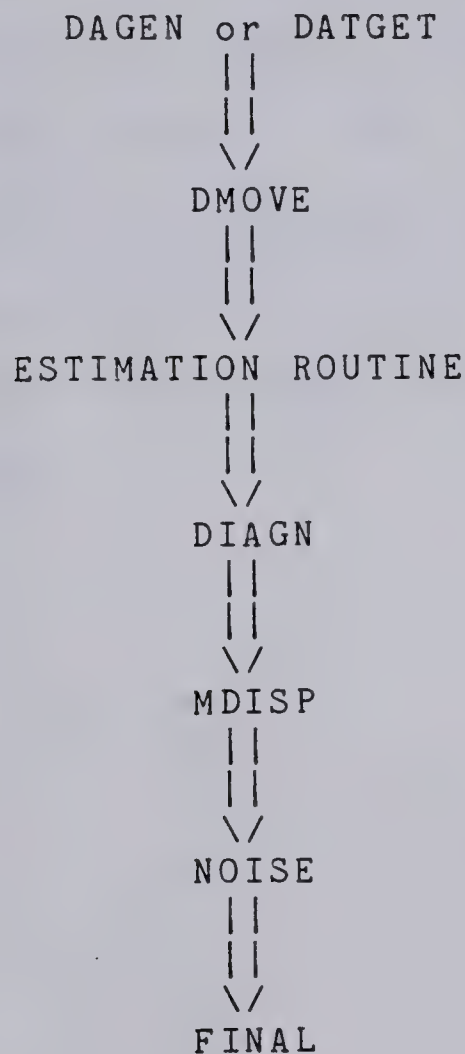 DAGEN or DATGET
||
||
\/
DMOVE
||
||
\/
ESTIMATION ROUTINE
||
||
\/
DIAGN
||
||
\/
MDISP
||
||
\/
NOISE
||
||
\/
FINAL